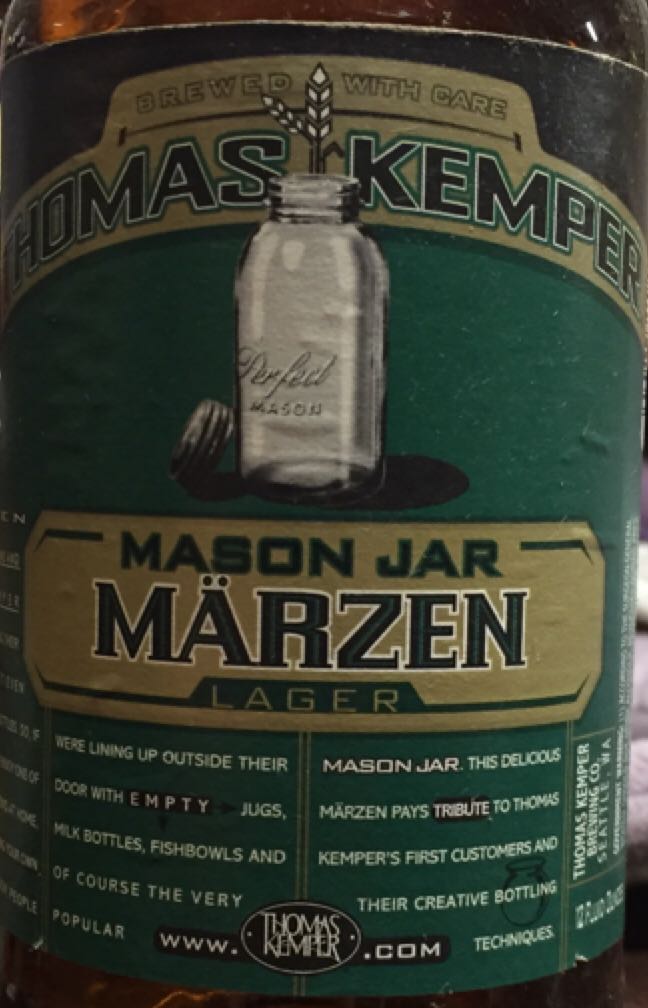 BREWED WITH CARE
THOMAS KEMPER
Perfect
MASON
MASON JAR
MÄRZEN
LAGER
WERE LINING UP OUTSIDE THEIR
DOOR WITH EMPTY JUGS,
MILK BOTTLES, FISHBOWLS AND
OF COURSE THE VERY
POPULAR
MASON JAR. THIS DELICIOUS
MÄRZEN PAYS TRIBUTE TO THOMAS
KEMPER'S FIRST CUSTOMERS AND
THEIR CREATIVE BOTTLING
TECHNIQUES.
www.THOMAS KEMPER.COM
THOMAS KEMPER
BREWING CO.
SEATTLE, WA
12 FLUID OUNCES